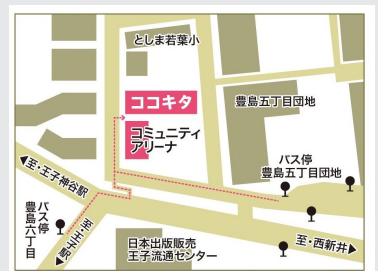 としま若葉小
ココキタ
コミュニティ
アリーナ
豊島五丁目団地
バス停
豊島五丁目団地
至・王子神谷駅
バス停
豊島六丁目
至・王子駅
日本出版販売
王子流通センター
至・西新井